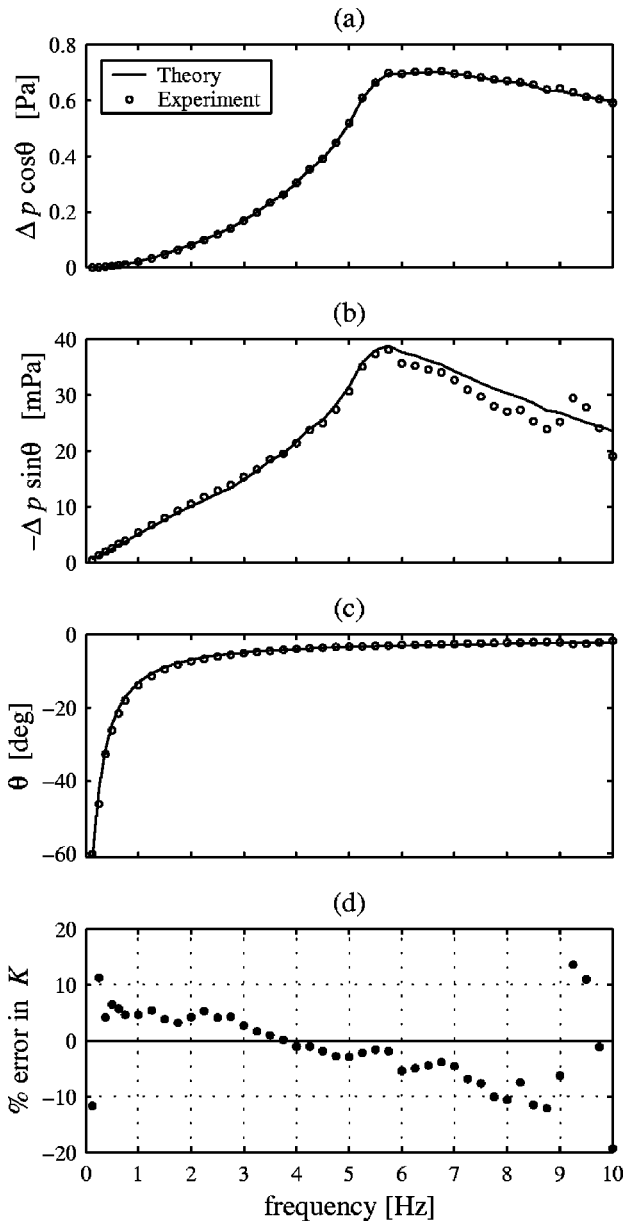 (a)
0.8
0.6
0.4
0.2
0
Δ p cosθ [Pa]
Theory
Experiment
(b)
40
30
20
10
0
−Δ p sinθ [mPa]
(c)
0
−20
−40
−60
θ [deg]
(d)
20
10
0
−10
−20
% error in K
0 1 2 3 4 5 6 7 8 9 10
frequency [Hz]